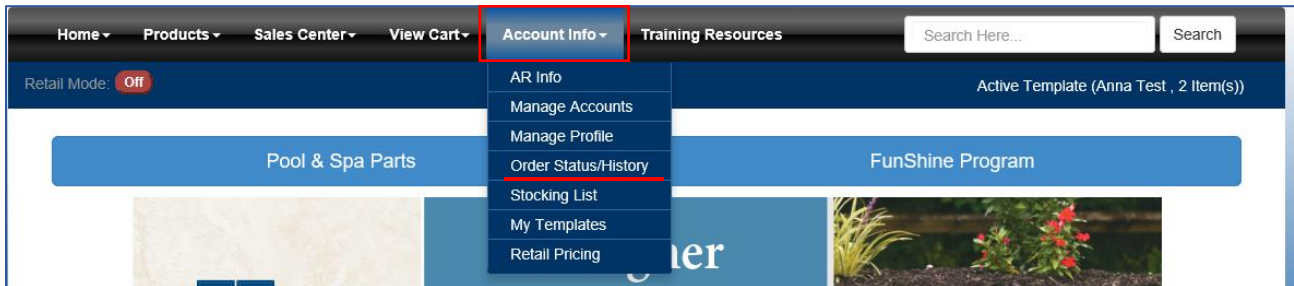 Home Products Sales Center View Cart Account Info Training Resources Search Here... Search
Retail Mode: Off Active Template (Anna Test , 2 Item(s))
AR Info
Manage Accounts
Manage Profile
Order Status/History
Stocking List
My Templates
Retail Pricing
Pool & Spa Parts FunShine Program